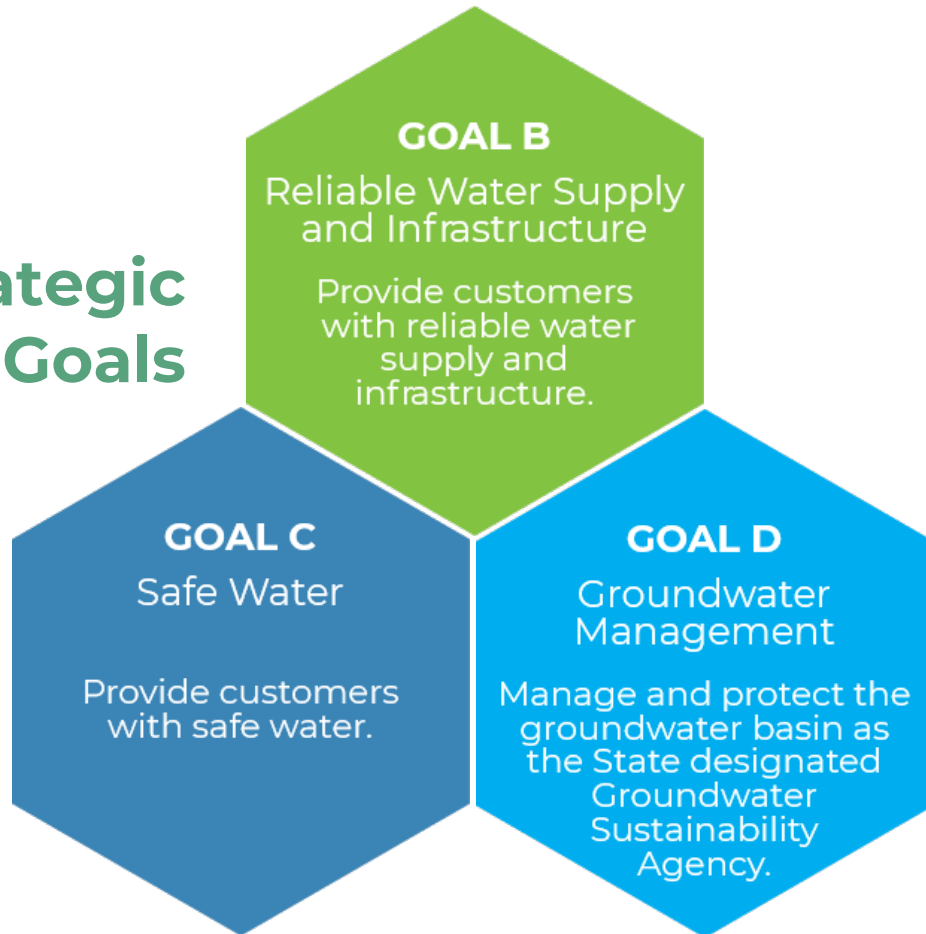 ategic
Goals
GOAL B
Reliable Water Supply
and Infrastructure
Provide customers
with reliable water
supply and
infrastructure.
GOAL C
Safe Water
Provide customers
with safe water.
GOAL D
Groundwater
Management
Manage and protect the
groundwater basin as
the State designated
Groundwater
Sustainability
Agency.